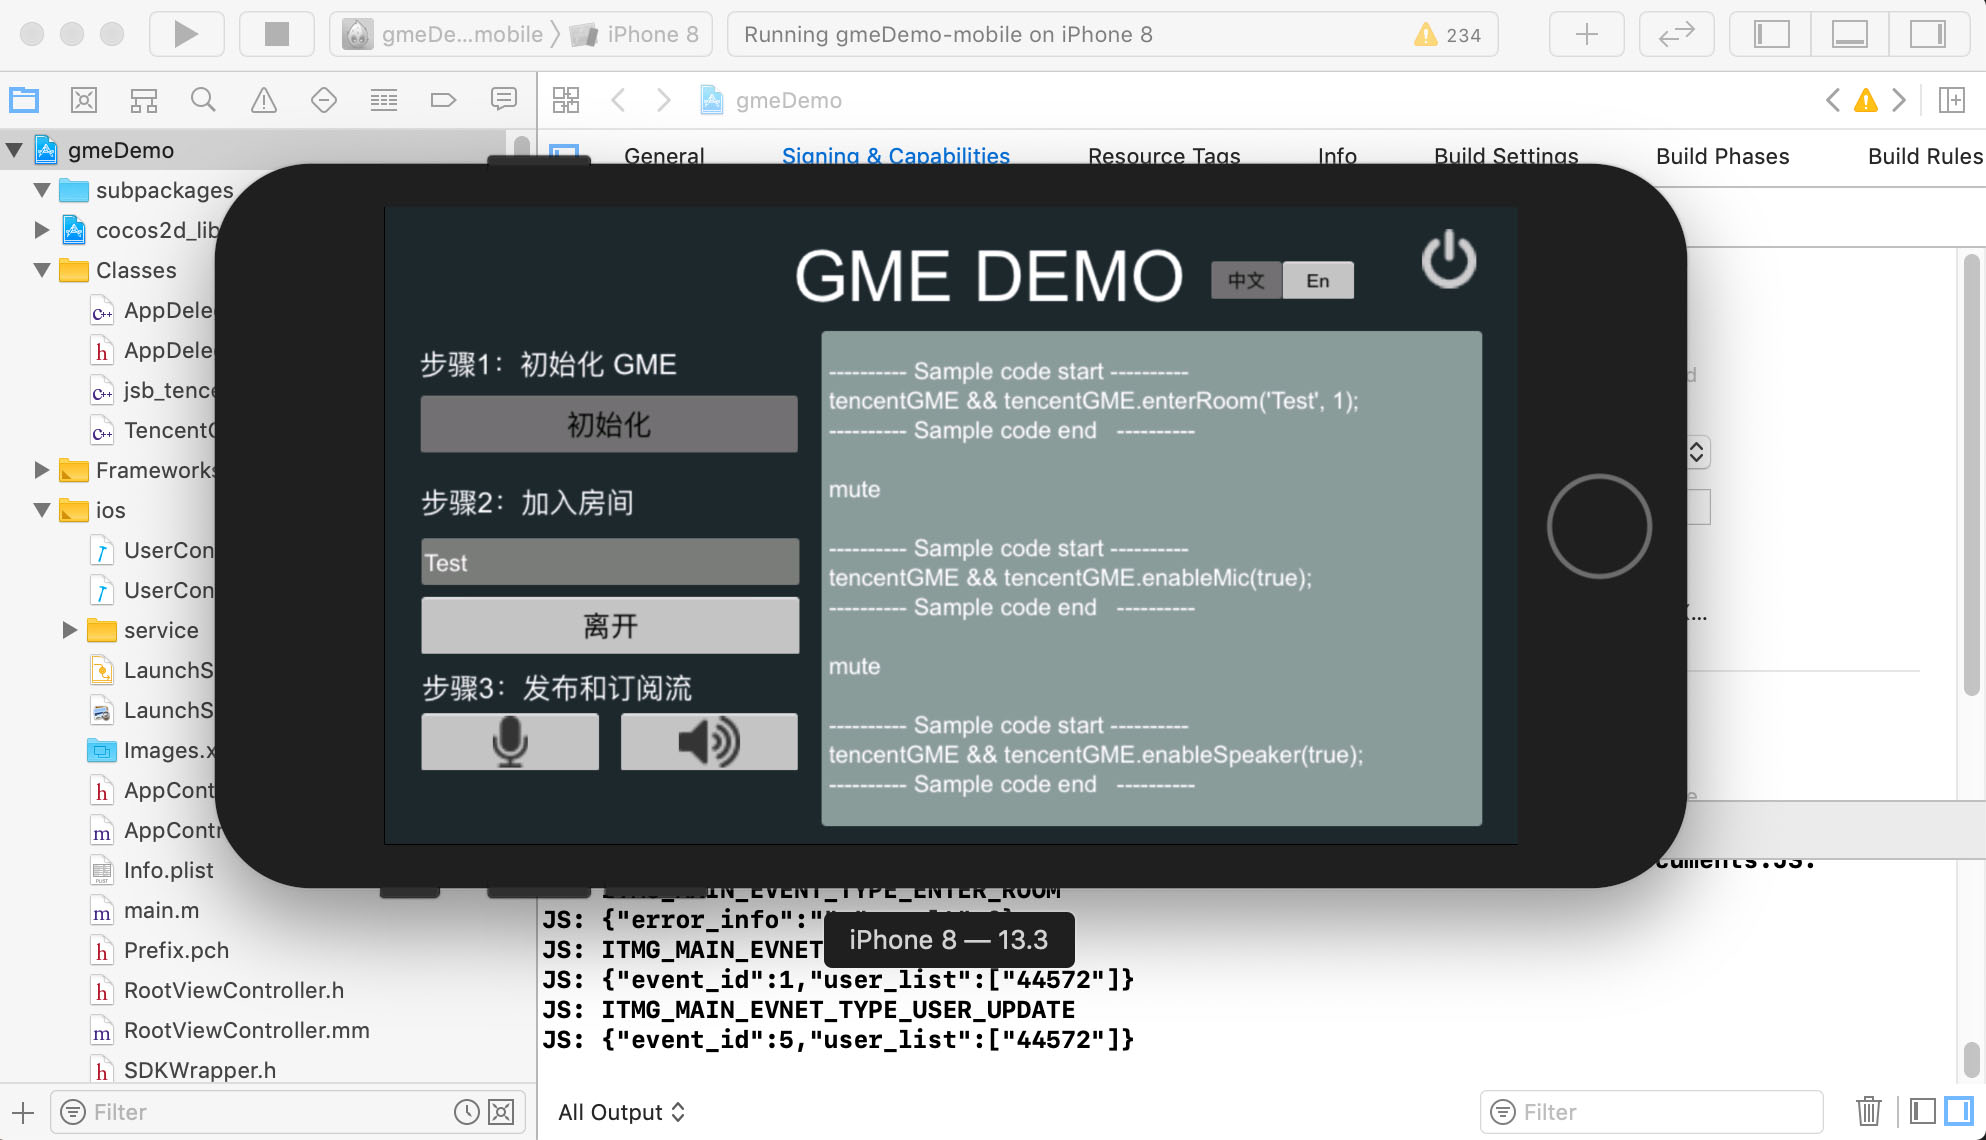 gmeDe...mobile
iPhone 8
Running gmeDemo-mobile on iPhone 8
234
gmeDemo
General
Signing & Capabilities
Resource Tags
Info
Build Settings
Build Phases
Build Rules
gmeDemo
subpackages
cocos2d_lib
Classes
AppDele
AppDele
jsb_tence
Tencent
Frameworks
ios
UserCon
UserCon
service
LaunchS
LaunchS
Images.x
AppCont
AppContr
Info.plist
main.m
Prefix.pch
RootViewController.h
RootViewController.mm
SDKWrapper.h
Filter
GME DEMO
中文
En
步骤1：初始化 GME
初始化
步骤2：加入房间
Test
离开
步骤3：发布和订阅流
---------- Sample code start ----------
tencentGME && tencentGME.enterRoom('Test', 1);
---------- Sample code end ----------
mute
---------- Sample code start ----------
tencentGME && tencentGME.enableMic(true);
---------- Sample code end ----------
mute
---------- Sample code start ----------
tencentGME && tencentGME.enableSpeaker(true);
---------- Sample code end ----------
cuments:JS:
ITMG_MAIN_EVENT_TYPE_ENTER_ROOM
JS: {"error_info":"
JS: ITMG_MAIN_EVNET
iPhone 8 — 13.3
JS: {"event_id":1,"user_list":["44572"]}
JS: ITMG_MAIN_EVNET_TYPE_USER_UPDATE
JS: {"event_id":5,"user_list":["44572"]}
All Output
Filter